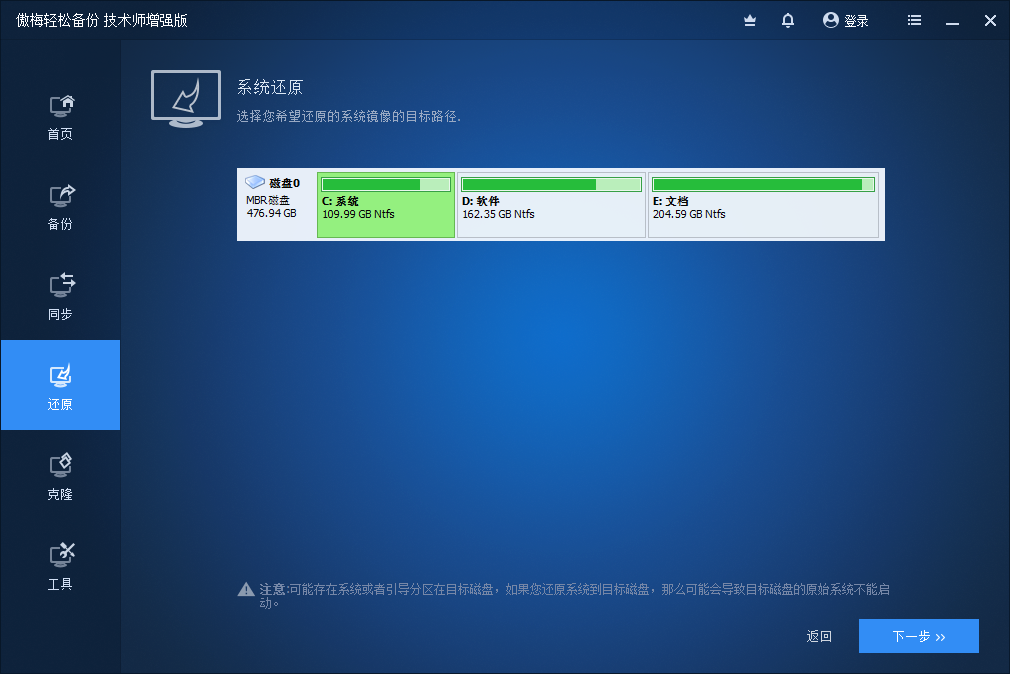 傲梅轻松备份 技术师增强版
登录
首页
备份
同步
还原
克隆
工具
系统还原
选择您希望还原的系统镜像的目标路径.
磁盘0
MBR磁盘
476.94 GB
C: 系统
109.99 GB Ntfs
D: 软件
162.35 GB Ntfs
E: 文档
204.59 GB Ntfs
注意:可能存在系统或者引导分区在目标磁盘，如果您还原系统到目标磁盘，那么可能会导致目标磁盘的原始系统不能启
动。
返回
下一步 >>